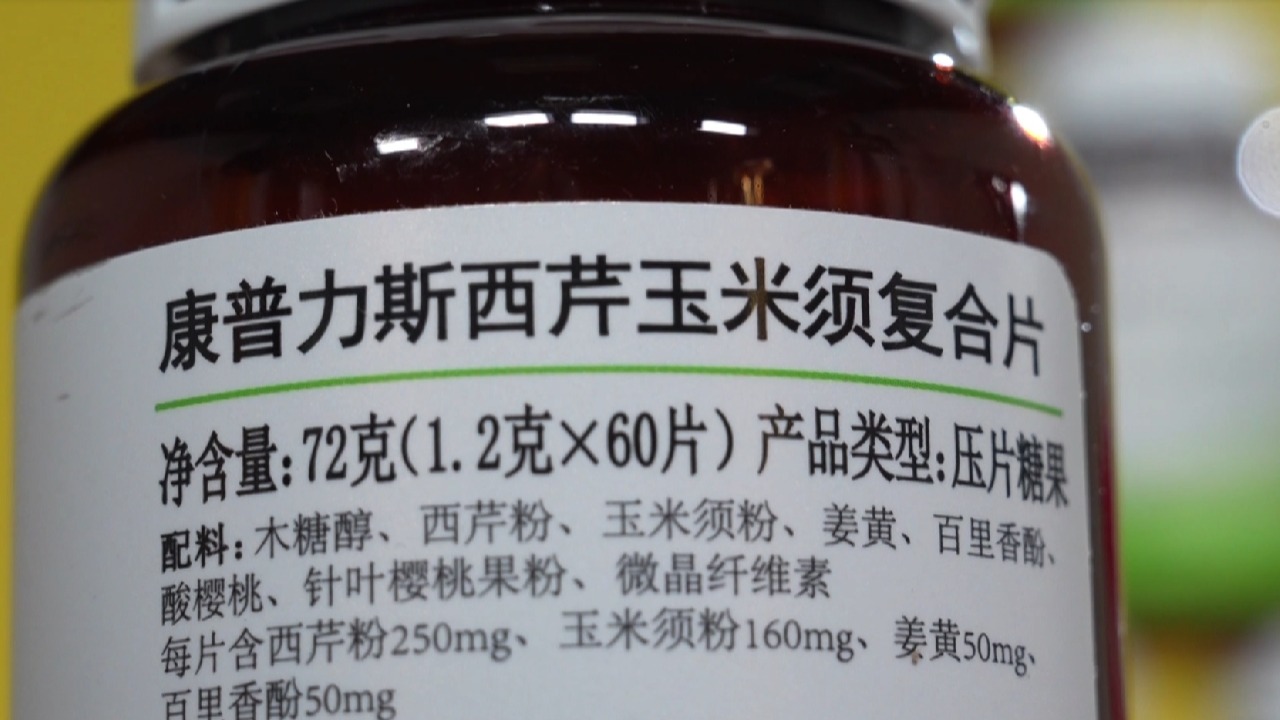 康普力斯西芹玉米须复合片
净含量:72克(1.2克×60片) 产品类型:压片糖果
配料:木糖醇、西芹粉、玉米须粉、姜黄、百里香酚、
酸樱桃、针叶樱桃果粉、微晶纤维素
每片含西芹粉250mg、玉米须粉160mg、姜黄50mg、
百里香酚50mg